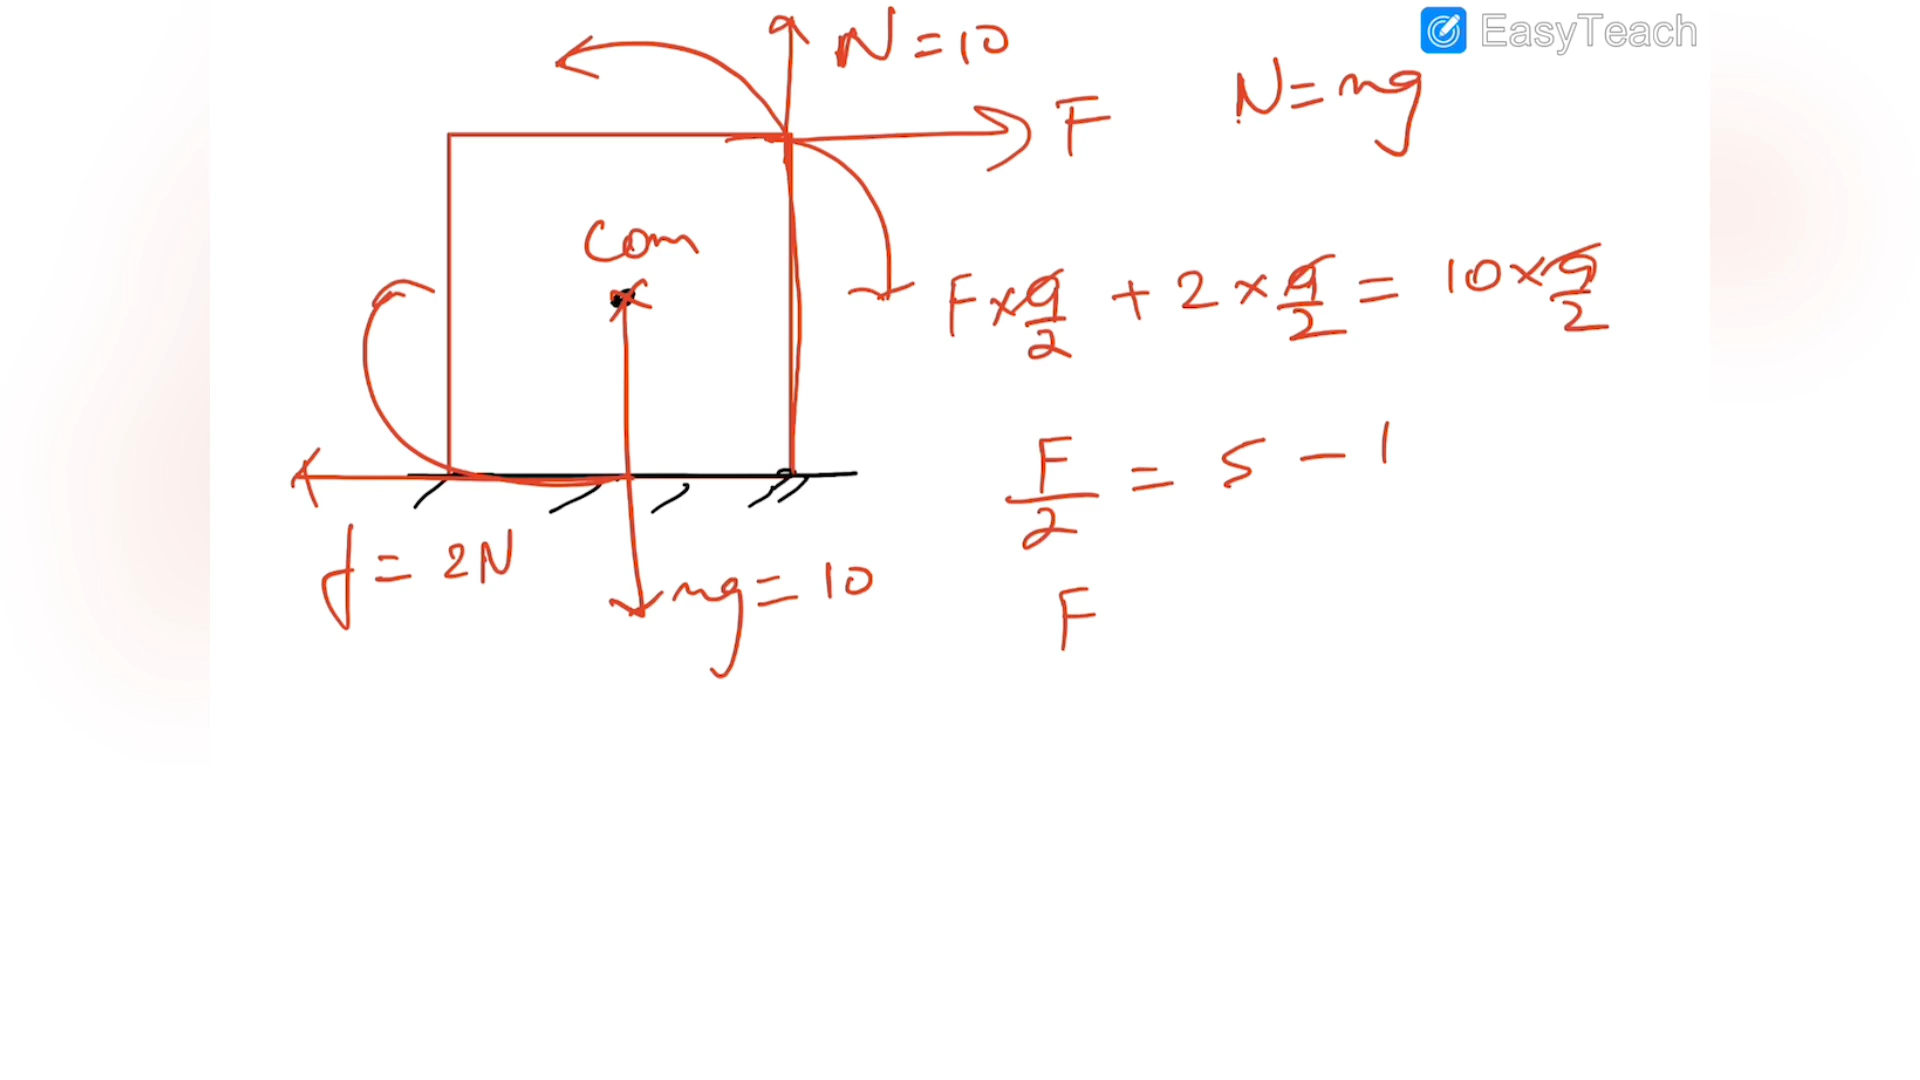 EasyTeach
N = 10
N = mg
F
Com
F × a/2 + 2 × a/2 = 10 × a/2
F/2 = 5 - 1
f = 2N
mg = 10
F